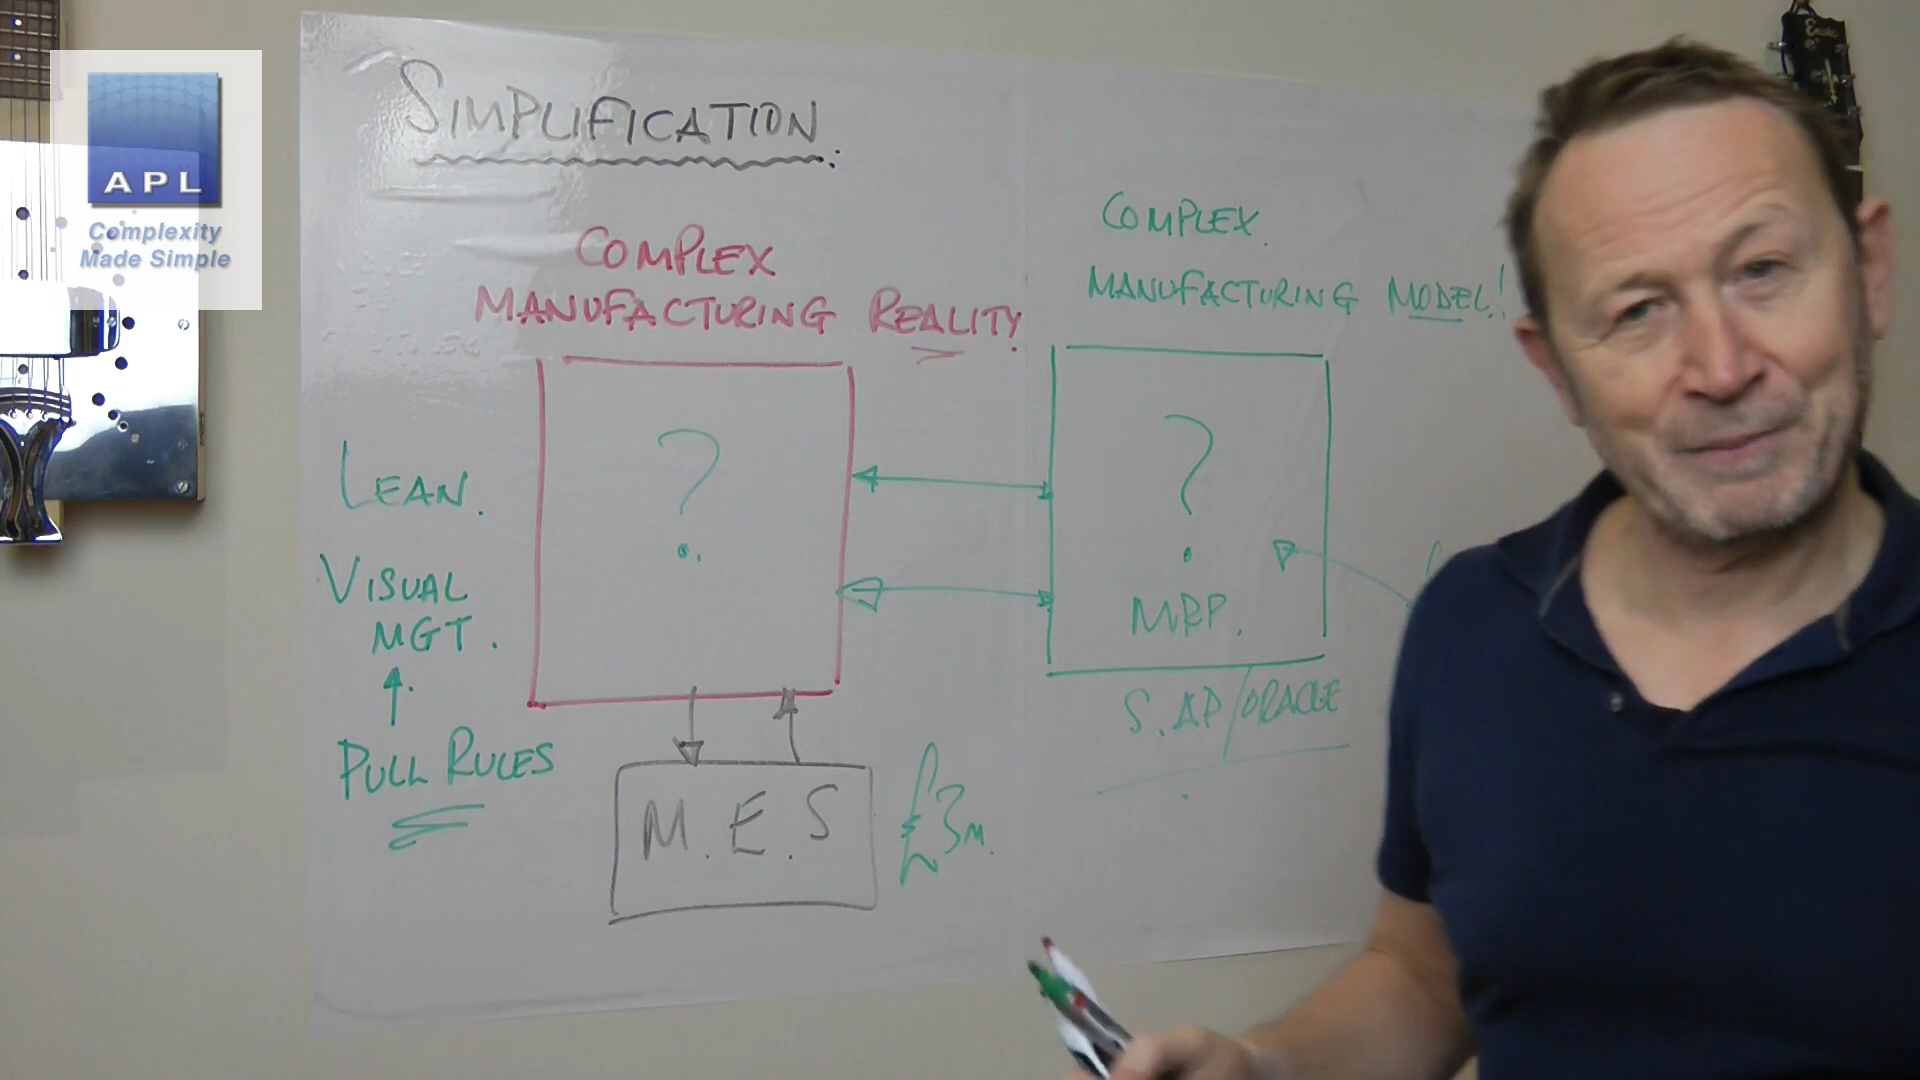 APL
Complexity
Made Simple
SIMPLIFICATION:
COMPLEX
MANUFACTURING REALITY.
COMPLEX.
MANUFACTURING MODEL!
?
?
MRP.
S.AP/ORACLE
LEAN.
VISUAL
MGT.
PULL RULES
M.E.S
£3m.